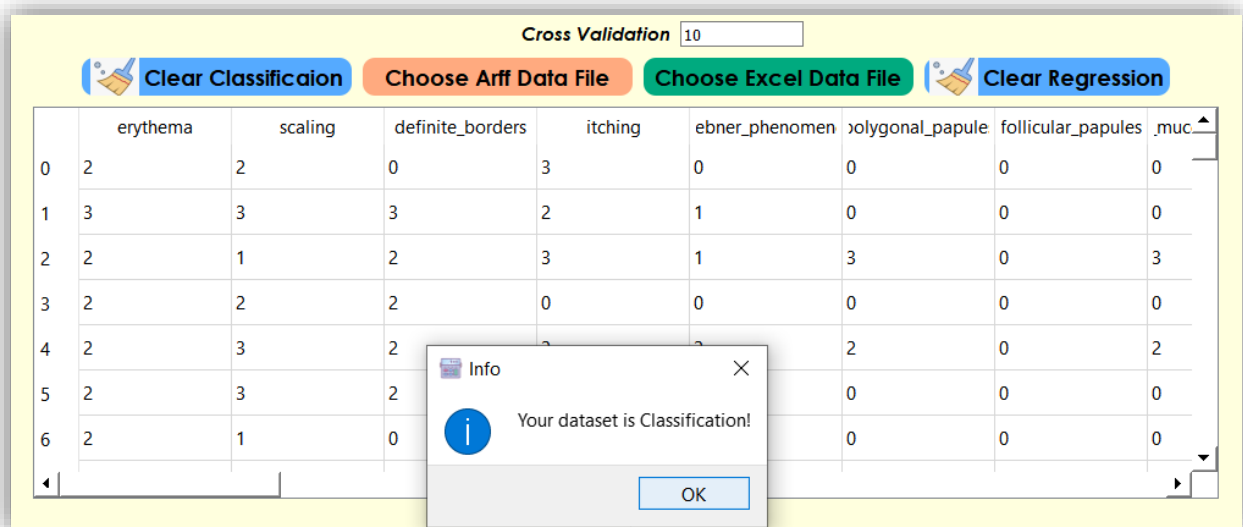 Cross Validation 10
Clear Classificaion Choose Arff Data File Choose Excel Data File Clear Regression
erythema scaling definite_borders itching ebner_phenomen polygonal_papule follicular_papules _muc
0 2 2 0 3 0 0 0 0
1 3 3 3 2 1 0 0 0
2 2 1 2 3 1 3 0 3
3 2 2 2 0 0 0 0 0
4 2 3 2 2 0 2
5 2 3 2 0 0 0
6 2 1 0 0 0 0
Info
Your dataset is Classification!
OK